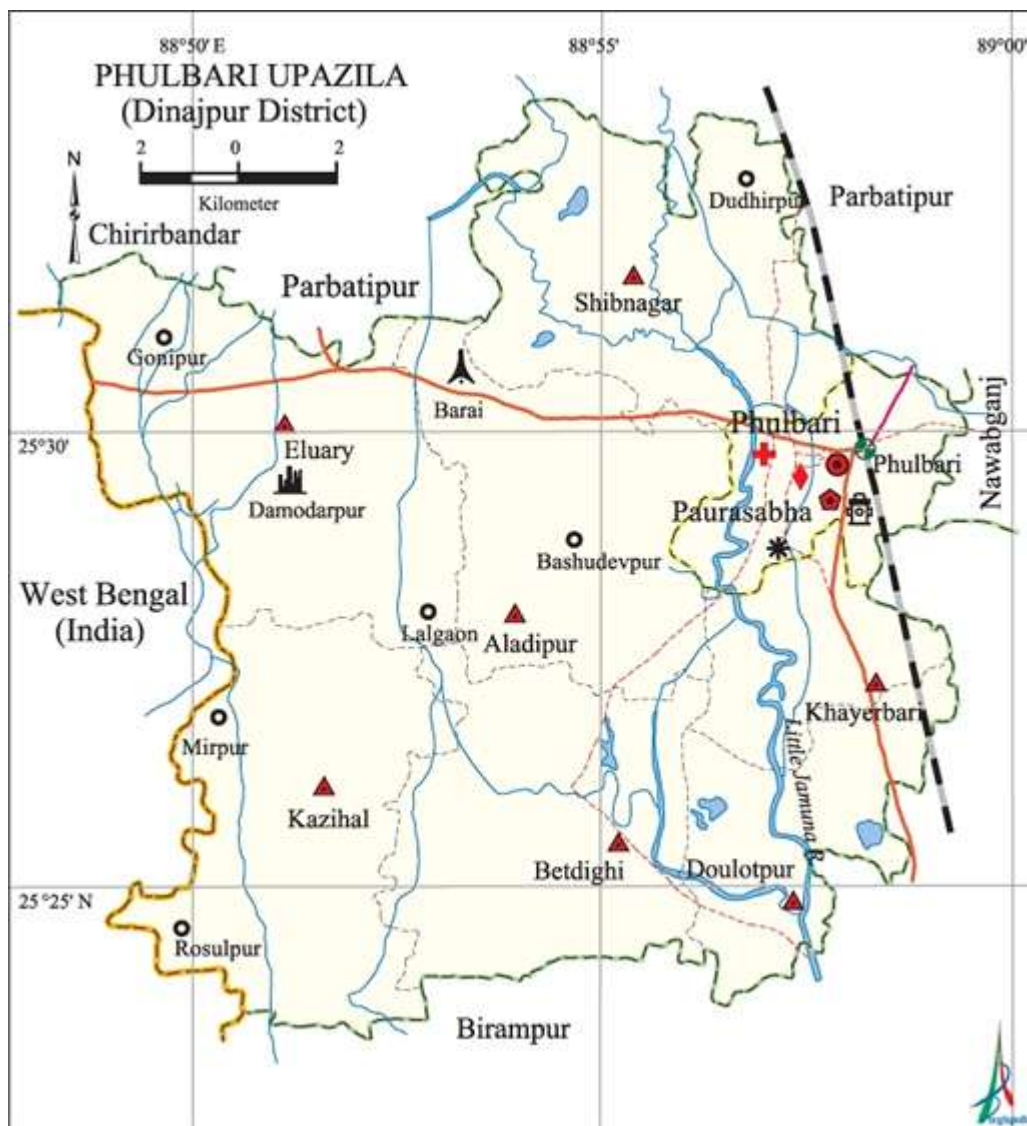 88°50' E
88°55'
89°00'
PHULBARI UPAZILA
(Dinajpur District)
2 0 2
Kilometer
N
Chirirbandar
Parbatipur
Dudhirpur
Parbatipur
Shibnagar
Gonipur
Barai
Phulbari
25°30'
Eluary
Phulbari
Nawabganj
Damodarpur
Paurasabha
Bashudevpur
West Bengal
(India)
Lalgaon
Aladipur
Khayerbari
Mirpur
Little Jamuna R.
Kazihal
Betdighi
Doulotpur
25°25' N
Rosulpur
Birampur